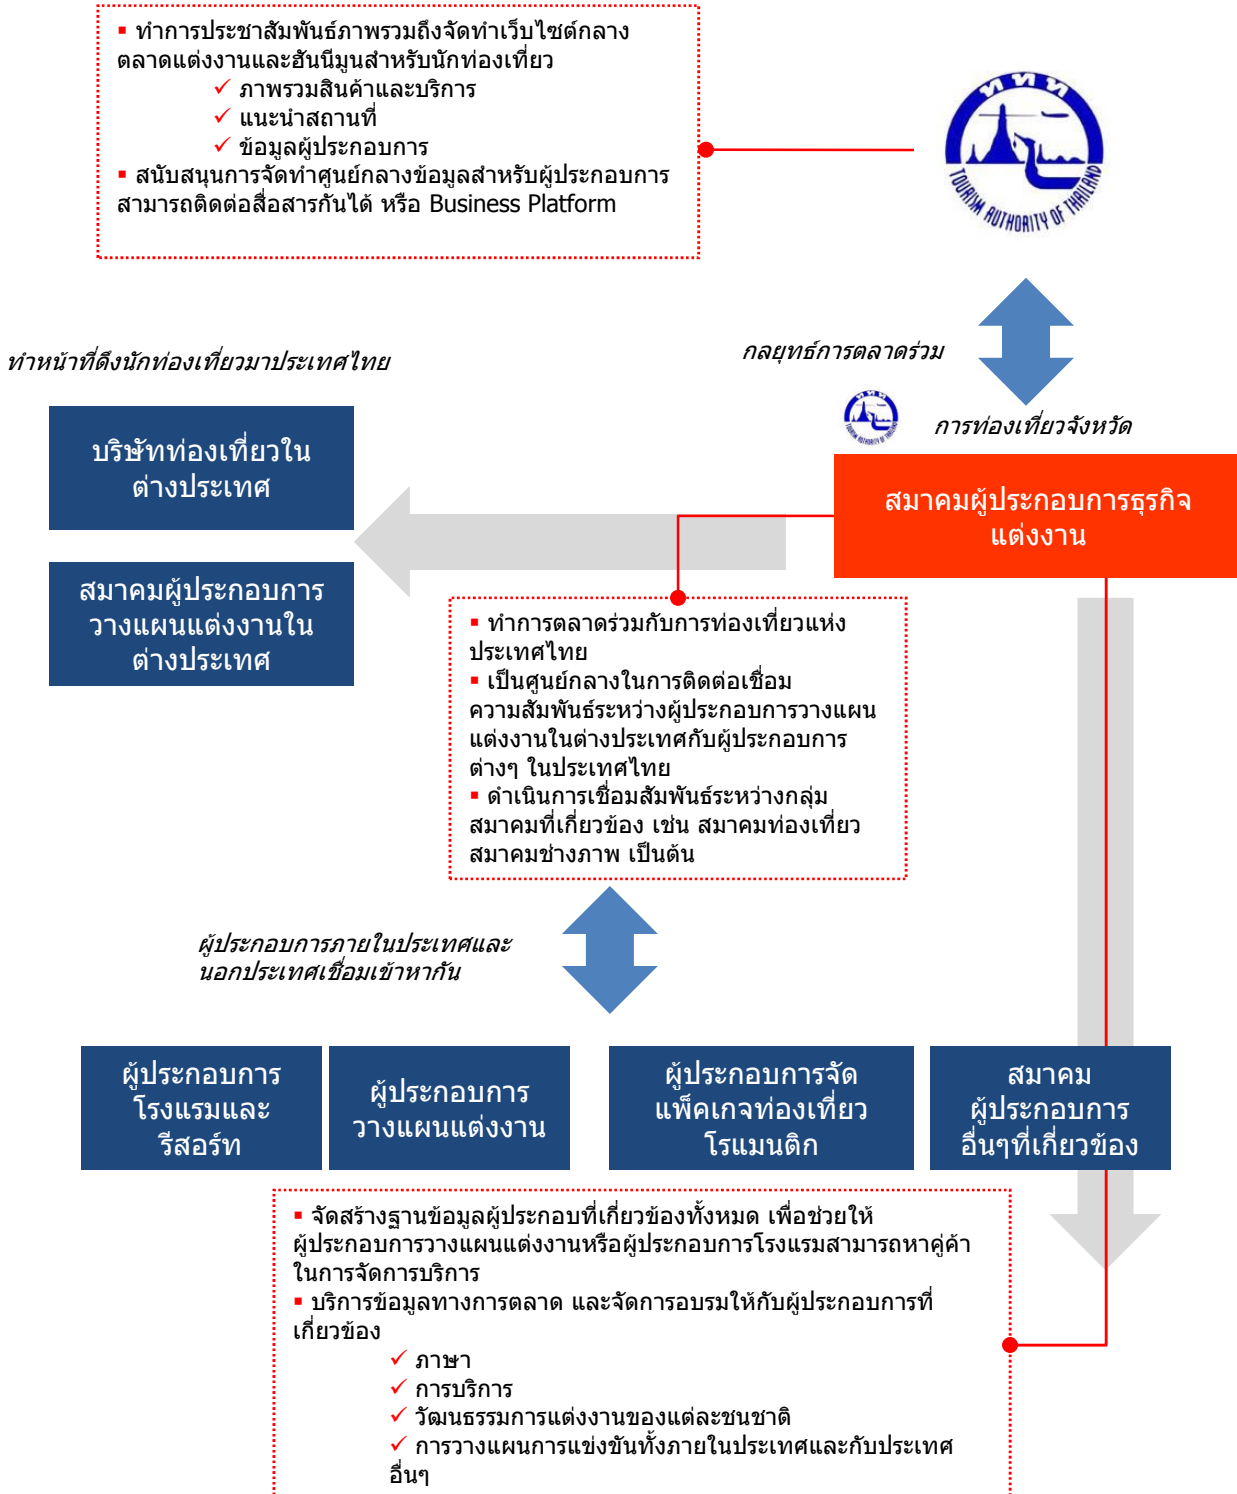 ▪ ทำการประชาสัมพันธ์ภาพรวมถึงจัดทำเว็บไซต์กลาง
ตลาดแต่งงานและฮันนีมูนสำหรับนักท่องเที่ยว
✓ ภาพรวมสินค้าและบริการ
✓ แนะนำสถานที่
✓ ข้อมูลผู้ประกอบการ
▪ สนับสนุนการจัดทำศูนย์กลางข้อมูลสำหรับผู้ประกอบการ
สามารถติดต่อสื่อสารกันได้ หรือ Business Platform
ททท
TOURISM AUTHORITY OF THAILAND
ทำหน้าที่ดึงนักท่องเที่ยวมาประเทศไทย
กลยุทธ์การตลาดร่วม
ททท
TOURISM AUTHORITY OF THAILAND
การท่องเที่ยวจังหวัด
บริษัทท่องเที่ยวใน
ต่างประเทศ
สมาคมผู้ประกอบการธุรกิจ
แต่งงาน
สมาคมผู้ประกอบการ
วางแผนแต่งงานใน
ต่างประเทศ
▪ ทำการตลาดร่วมกับการท่องเที่ยวแห่ง
ประเทศไทย
▪ เป็นศูนย์กลางในการติดต่อเชื่อม
ความสัมพันธ์ระหว่างผู้ประกอบการวางแผน
แต่งงานในต่างประเทศกับผู้ประกอบการ
ต่างๆ ในประเทศไทย
▪ ดำเนินการเชื่อมสัมพันธ์ระหว่างกลุ่ม
สมาคมที่เกี่ยวข้อง เช่น สมาคมท่องเที่ยว
สมาคมช่างภาพ เป็นต้น
ผู้ประกอบการภายในประเทศและ
นอกประเทศเชื่อมเข้าหากัน
ผู้ประกอบการ
โรงแรมและ
รีสอร์ท
ผู้ประกอบการ
วางแผนแต่งงาน
ผู้ประกอบการจัด
แพ็คเกจท่องเที่ยว
โรแมนติก
สมาคม
ผู้ประกอบการ
อื่นๆที่เกี่ยวข้อง
▪ จัดสร้างฐานข้อมูลผู้ประกอบที่เกี่ยวข้องทั้งหมด เพื่อช่วยให้
ผู้ประกอบการวางแผนแต่งงานหรือผู้ประกอบการโรงแรมสามารถหาคู่ค้า
ในการจัดการบริการ
▪ บริการข้อมูลทางการตลาด และจัดการอบรมให้กับผู้ประกอบการที่
เกี่ยวข้อง
✓ ภาษา
✓ การบริการ
✓ วัฒนธรรมการแต่งงานของแต่ละชนชาติ
✓ การวางแผนการแข่งขันทั้งภายในประเทศและกับประเทศ
อื่นๆ